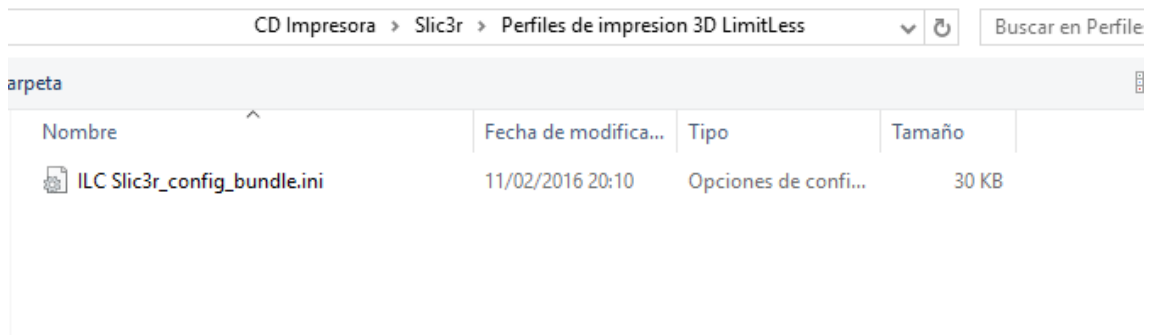 CD Impresora > Slic3r > Perfiles de impresion 3D LimitLess Buscar en Perfile
arpeta
Nombre Fecha de modifica... Tipo Tamaño
ILC Slic3r_config_bundle.ini 11/02/2016 20:10 Opciones de confi... 30 KB